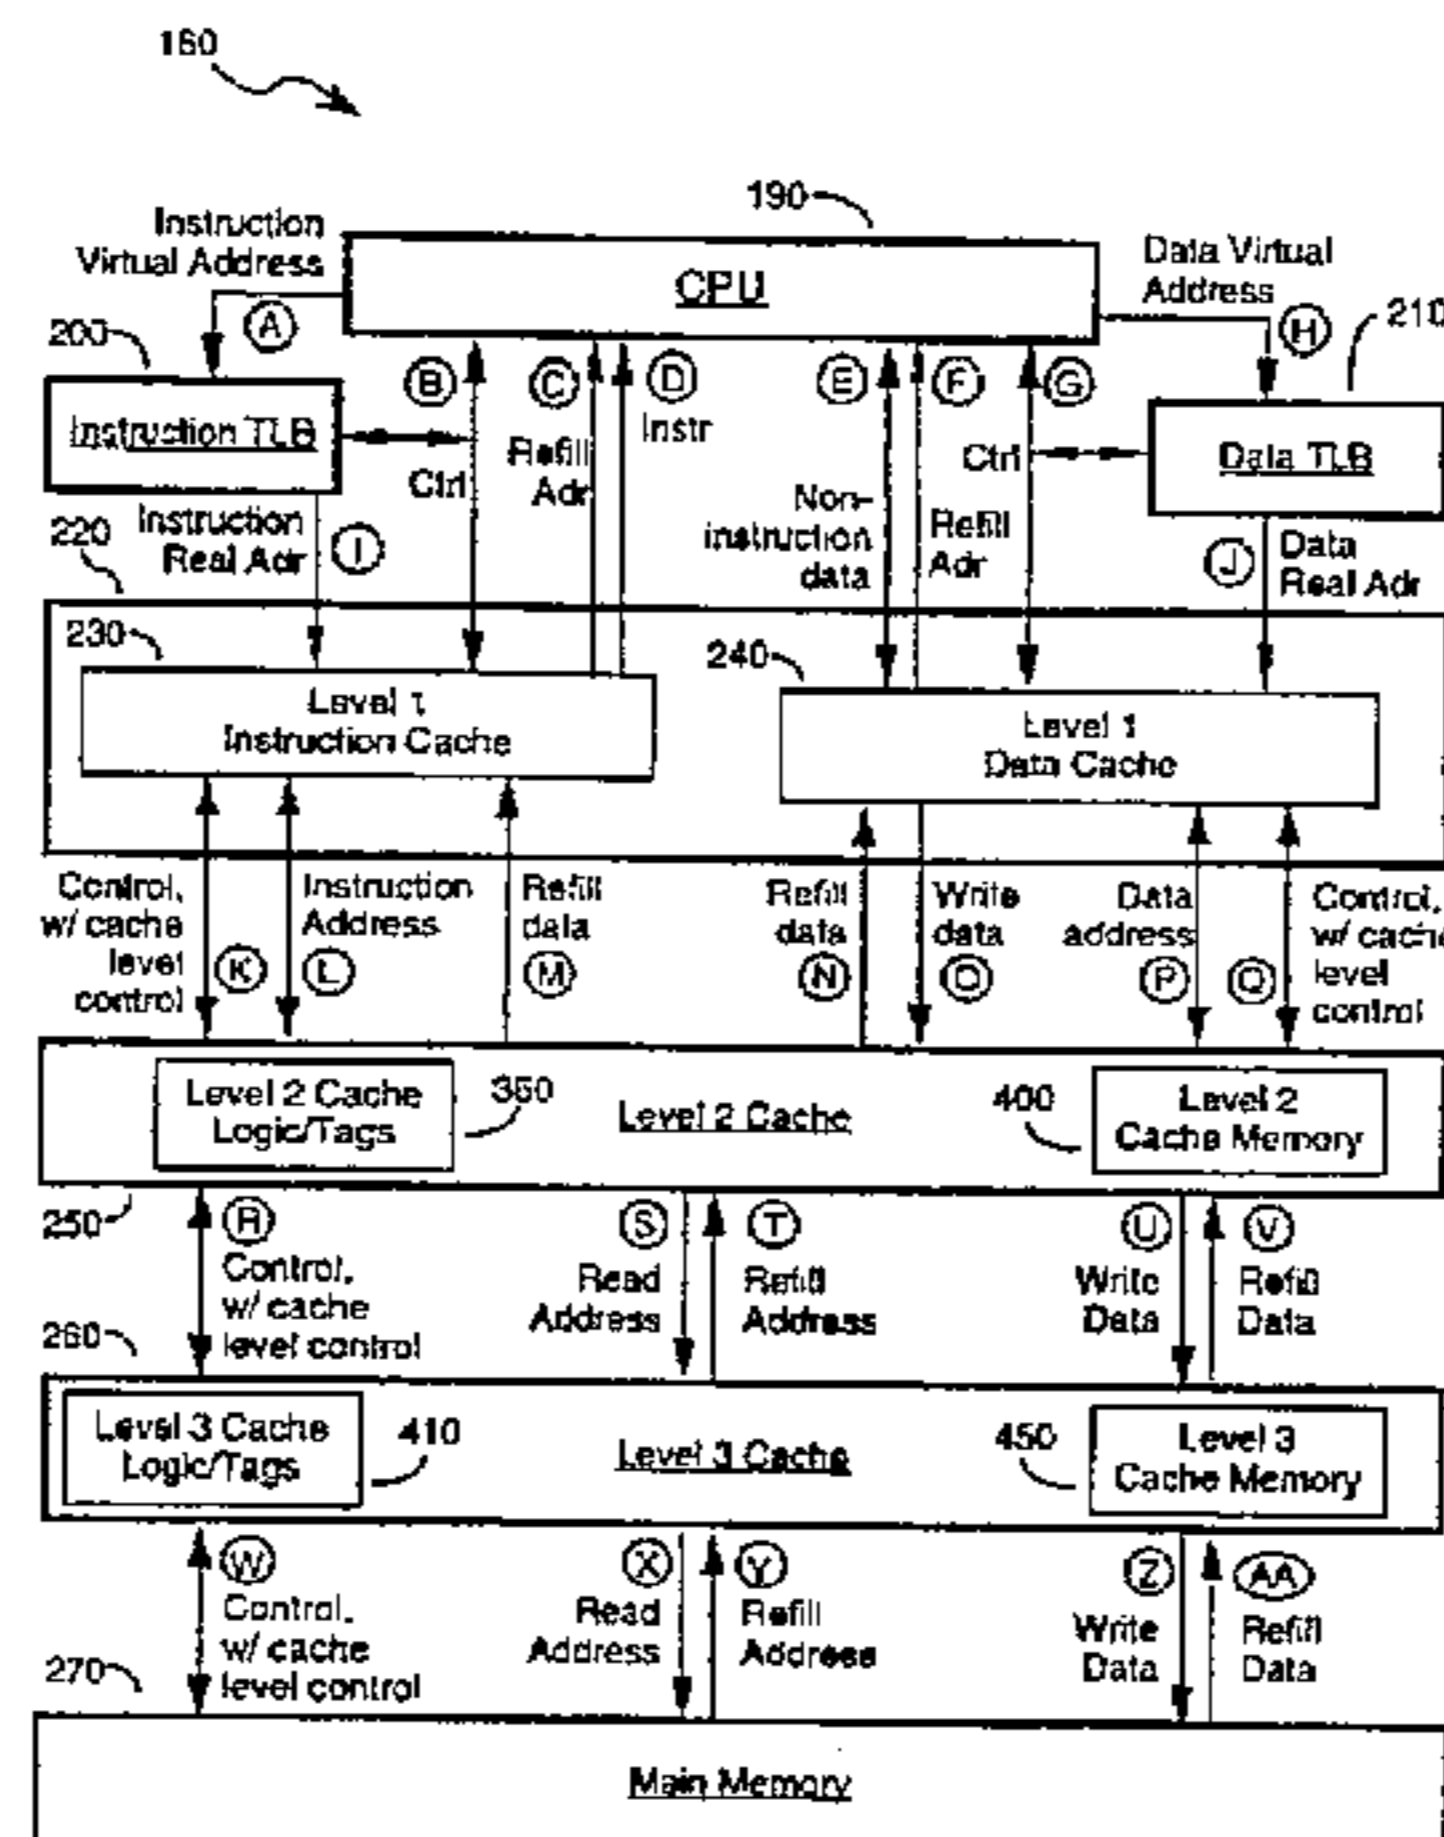 160
190
Instruction
Virtual Address
CPU
Data Virtual
Address
200
A
H
210
B
C
D
E
F
G
Instruction TLB
Instr
Ctrl
Refill
Adr
Ctrl
Data TLB
220
Instruction
Real Adr
I
Non-
instruction
data
Refill
Adr
J
Data
Real Adr
230
240
Level 1
Instruction Cache
Level 1
Data Cache
Control,
w/ cache
level
control
K
Instruction
Address
L
Refill
data
M
Refill
data
N
Write
data
O
Data
address
P
Q
Control,
w/ cache
level
control
Level 2 Cache
Logic/Tags
350
Level 2 Cache
400
Level 2
Cache Memory
250
R
Control,
w/ cache
level control
S
Read
Address
T
Refill
Address
U
Write
Data
V
Refill
Data
260
Level 3 Cache
Logic/Tags
410
Level 3 Cache
450
Level 3
Cache Memory
W
Control,
w/ cache
level control
X
Read
Address
Y
Refill
Address
Z
Write
Data
AA
Refill
Data
270
Main Memory